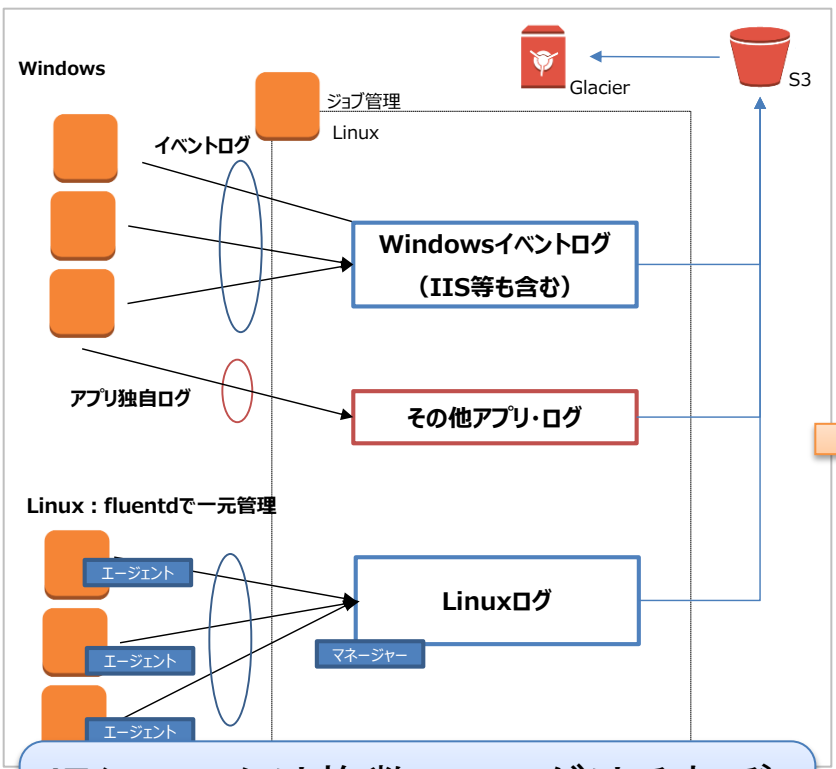 Windows
Glacier
S3
ジョブ管理
Linux
イベントログ
Windowsイベントログ
（IIS等も含む）
アプリ独自ログ
その他アプリ・ログ
Linux：fluentdで一元管理
エージェント
Linuxログ
マネージャー
エージェント
エージェント